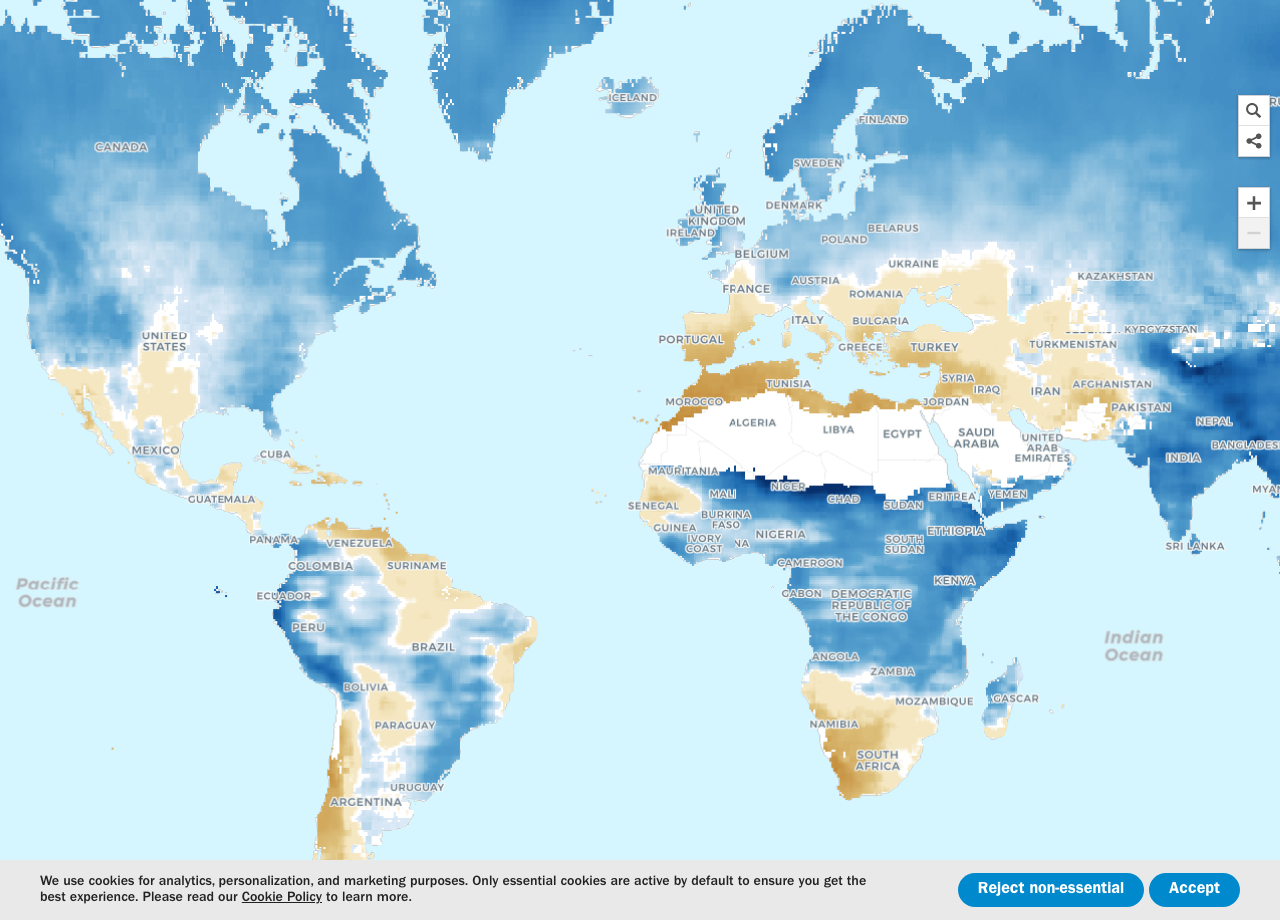 ICELAND
FINLAND
CANADA
SWEDEN
DENMARK
UNITED
KINGDOM
IRELAND
BELARUS
POLAND
BELGIUM
UKRAINE
KAZAKHSTAN
AUSTRIA
FRANCE
ROMANIA
ITALY
BULGARIA
KYRGYZSTAN
UNITED
STATES
PORTUGAL
GREECE
TURKEY
TURKMENISTAN
TUNISIA
SYRIA
IRAQ
IRAN
AFGHANISTAN
MOROCCO
JORDAN
PAKISTAN
ALGERIA
LIBYA
EGYPT
SAUDI
ARABIA
NEPAL
UNITED
ARAB
EMIRATES
BANGLADESH
INDIA
MEXICO
CUBA
MAURITANIA
NIGER
MALI
CHAD
SUDAN
ERITREA
YEMEN
MYAN
GUATEMALA
SENEGAL
BURKINA
FASO
GUINEA
IVORY
COAST
NA
NIGERIA
ETHIOPIA
SOUTH
SUDAN
SRI LANKA
PANAMA
VENEZUELA
COLOMBIA
SURINAME
CAMEROON
KENYA
Pacific
Ocean
ECUADOR
GABON
DEMOCRATIC
REPUBLIC OF
THE CONGO
PERU
BRAZIL
Indian
Ocean
ANGOLA
ZAMBIA
BOLIVIA
MOZAMBIQUE
GASCAR
PARAGUAY
NAMIBIA
SOUTH
AFRICA
URUGUAY
ARGENTINA
We use cookies for analytics, personalization, and marketing purposes. Only essential cookies are active by default to ensure you get the
best experience. Please read our Cookie Policy to learn more.
Reject non-essential
Accept